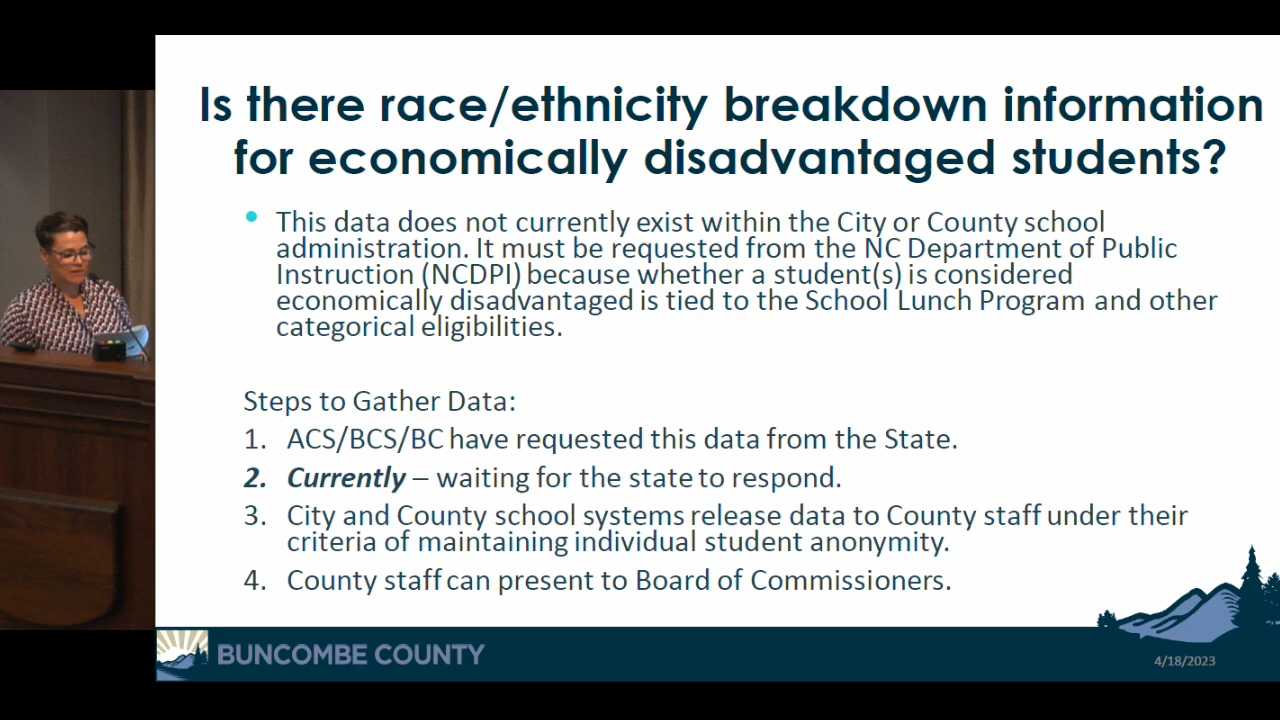 Is there race/ethnicity breakdown information
for economically disadvantaged students?
• This data does not currently exist within the City or County school
administration. It must be requested from the NC Department of Public
Instruction (NCDPI) because whether a student(s) is considered
economically disadvantaged is tied to the School Lunch Program and other
categorical eligibilities.
Steps to Gather Data:
1. ACS/BCS/BC have requested this data from the State.
2. Currently – waiting for the state to respond.
3. City and County school systems release data to County staff under their
criteria of maintaining individual student anonymity.
4. County staff can present to Board of Commissioners.
BUNCOMBE COUNTY
4/18/2023